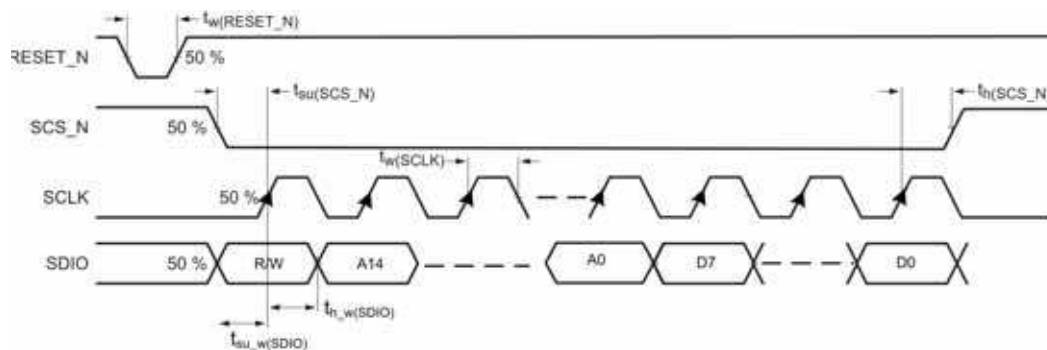 tw(RESET_N)
RESET_N
50 %
tsu(SCS_N)
th(SCS_N)
SCS_N
50 %
tw(SCLK)
SCLK
50 %
SDIO
50 %
R/W
A14
A0
D7
D0
th_w(SDIO)
tsu_w(SDIO)